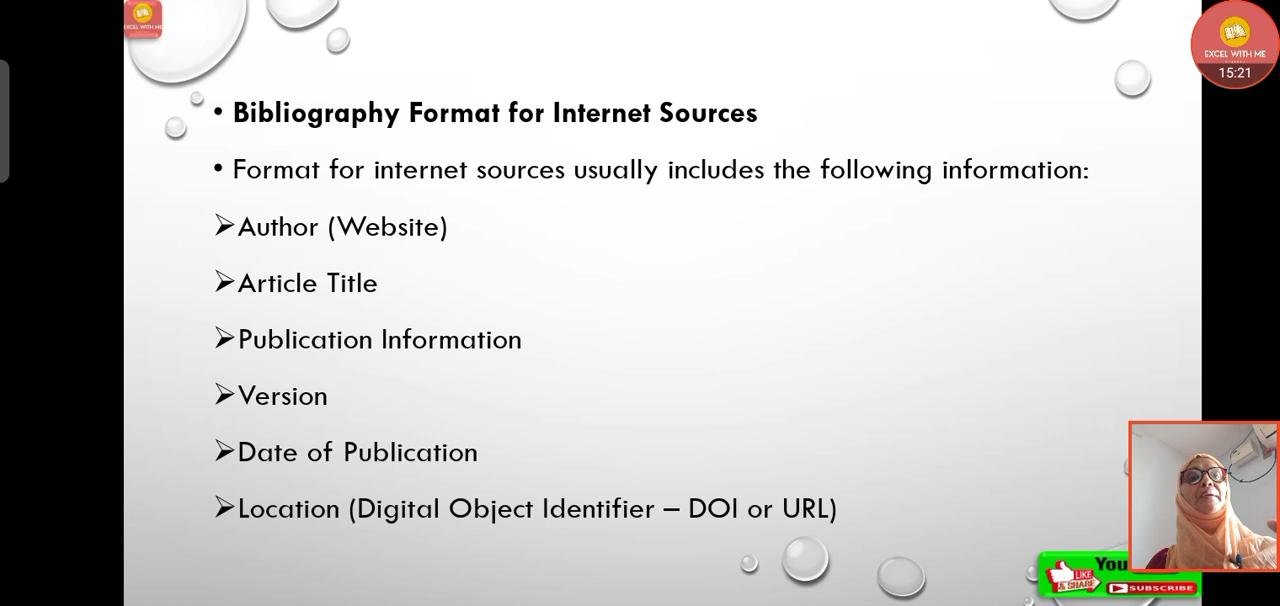 EXCEL WITH ME
EXCEL WITH ME
15:21
• Bibliography Format for Internet Sources
• Format for internet sources usually includes the following information:
➢Author (Website)
➢Article Title
➢Publication Information
➢Version
➢Date of Publication
➢Location (Digital Object Identifier – DOI or URL)
You
LIKE
& SHARE
SUBSCRIBE